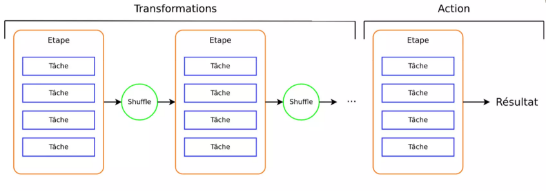 Transformations
Action
Etape
Tâche
Tâche
Tâche
Tâche
Shuffle
Etape
Tâche
Tâche
Tâche
Tâche
Shuffle
...
Etape
Tâche
Tâche
Tâche
Tâche
Résultat